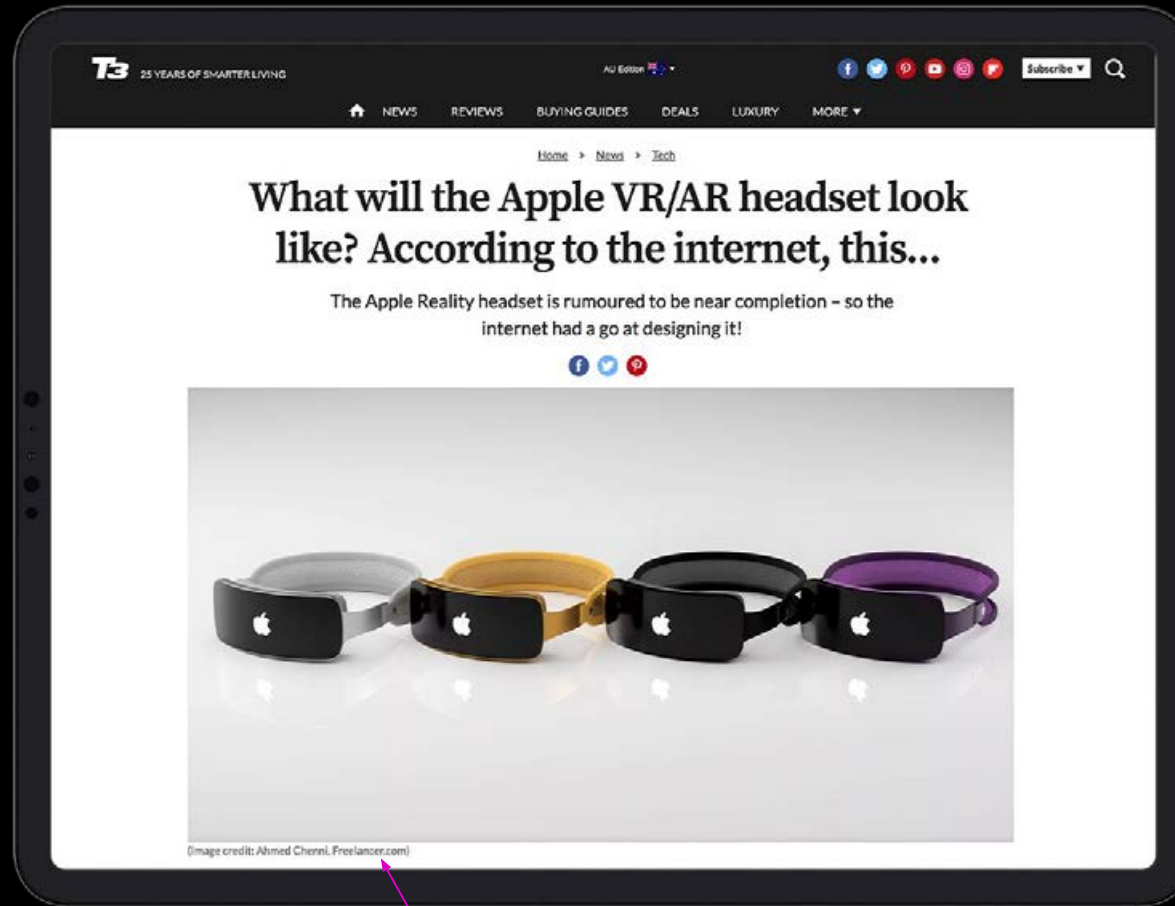 T3 25 YEARS OF SMARTER LIVING
AU Edition
Subscribe ▼
NEWS REVIEWS BUYING GUIDES DEALS LUXURY MORE ▼
Home ▸ News ▸ Tech
What will the Apple VR/AR headset look
like? According to the internet, this...
The Apple Reality headset is rumoured to be near completion – so the
internet had a go at designing it!
(Image credit: Ahmed Chenni, Freelancer.com)